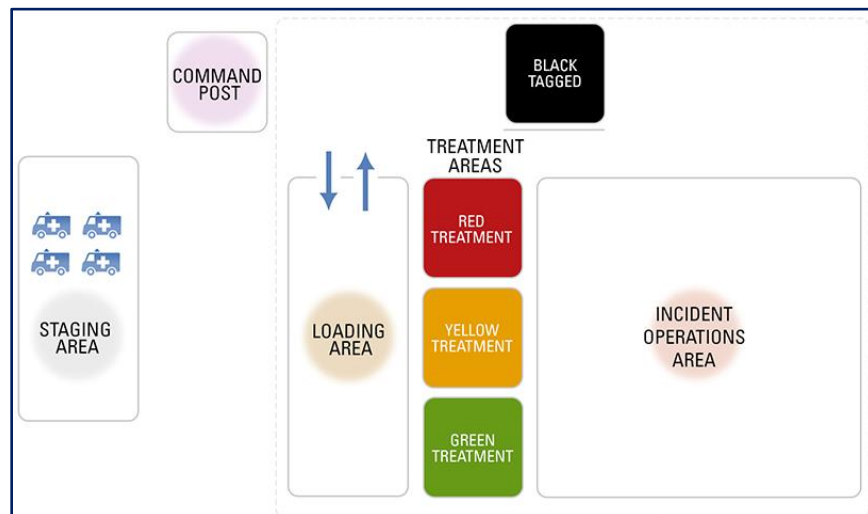 COMMAND
POST
BLACK
TAGGED
TREATMENT
AREAS
RED
TREATMENT
STAGING
AREA
LOADING
AREA
YELLOW
TREATMENT
INCIDENT
OPERATIONS
AREA
GREEN
TREATMENT